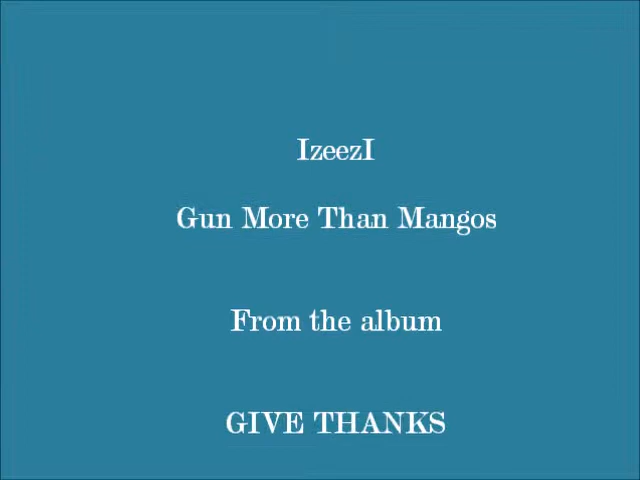 IzeezI
Gun More Than Mangos
From the album
GIVE THANKS